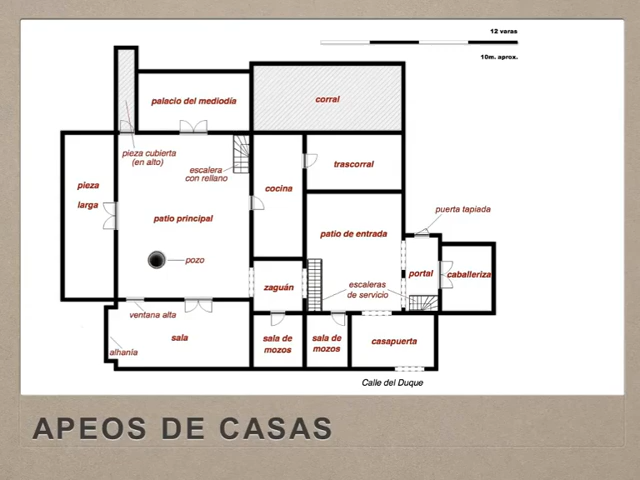 12 varas
10m. aprox.
palacio del mediodía
corral
pieza cubierta
(en alto)
escalera
con rellano
trascorral
pieza
larga
cocina
patio principal
puerta tapiada
patio de entrada
pozo
portal
caballeriza
zaguán
escaleras
de servicio
ventana alta
sala
sala de
mozos
sala de
mozos
casapuerta
alhanía
Calle del Duque
APEOS DE CASAS